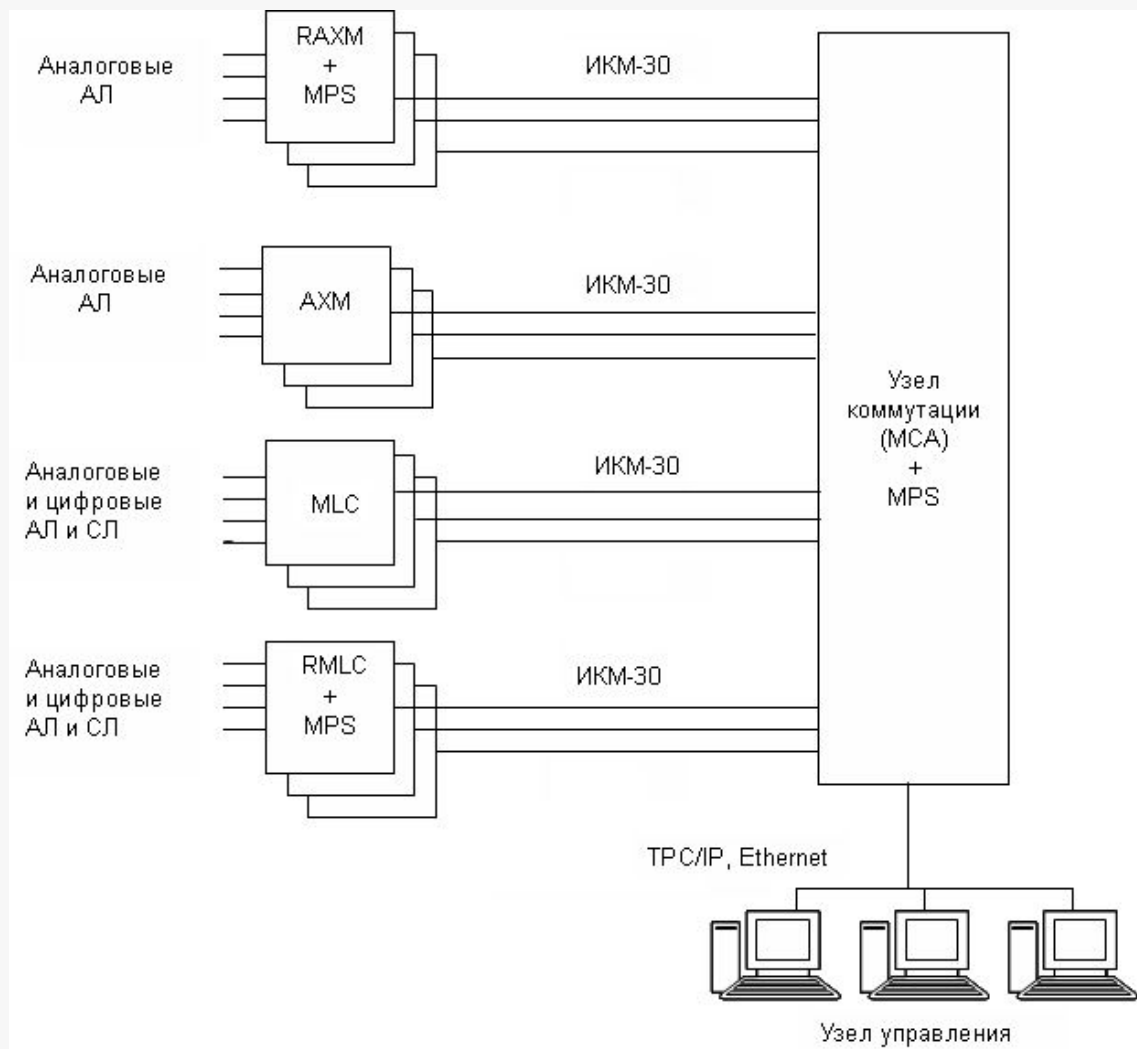 Аналоговые
АЛ
RAXM
+
MPS
ИКМ-30
Аналоговые
АЛ
AXM
ИКМ-30
Аналоговые
и цифровые
АЛ и СЛ
MLC
ИКМ-30
Аналоговые
и цифровые
АЛ и СЛ
RMLC
+
MPS
ИКМ-30
Узел
коммутации
(MCA)
+
MPS
TPC/IP, Ethernet
Узел управления